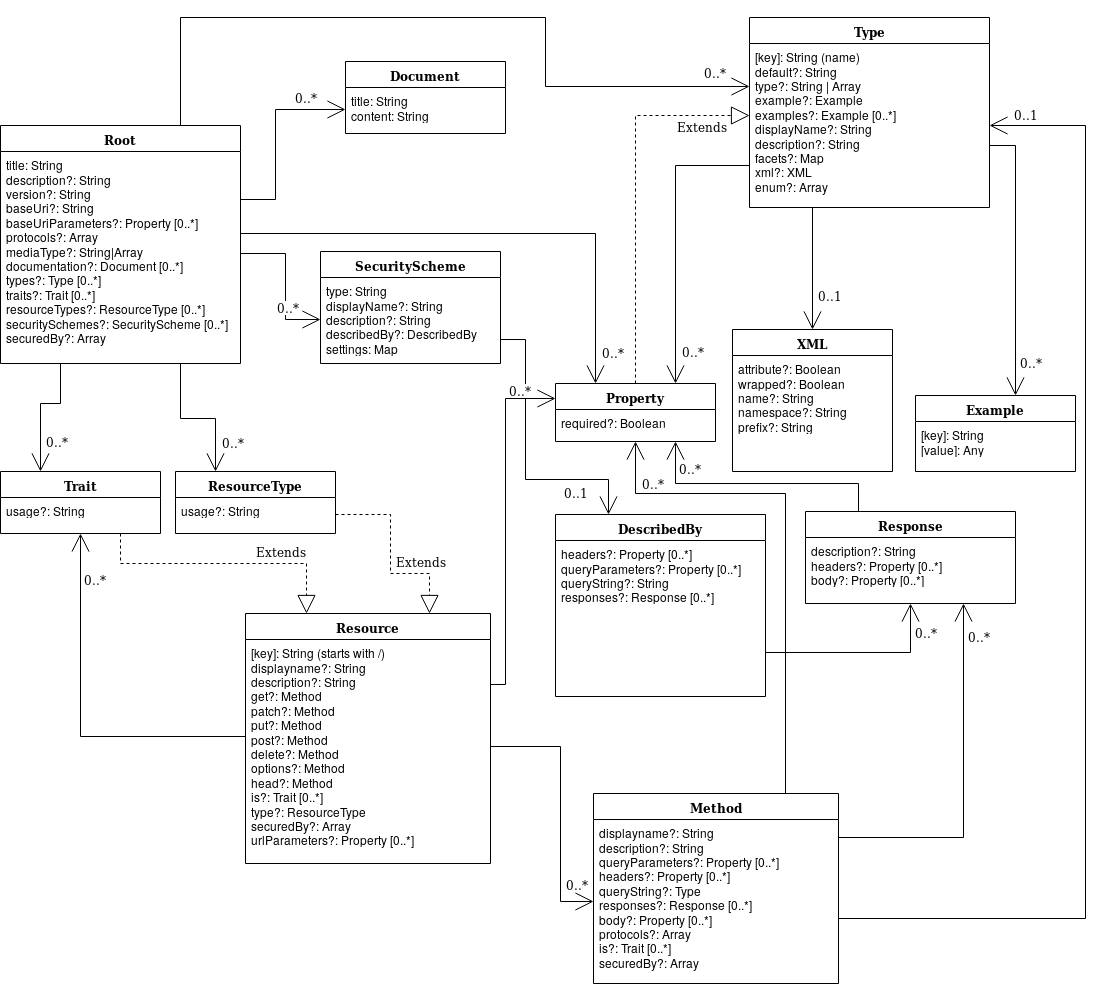 Type
[key]: String (name)
default?: String
type?: String | Array
example?: Example
examples?: Example [0..*]
displayName?: String
description?: String
facets?: Map
xml?: XML
enum?: Array
0..*
Extends
0..1
Document
title: String
content: String
0..*
Root
title: String
description?: String
version?: String
baseUri?: String
baseUriParameters?: Property [0..*]
protocols?: Array
mediaType?: String|Array
documentation?: Document [0..*]
types?: Type [0..*]
traits?: Trait [0..*]
resourceTypes?: ResourceType [0..*]
securitySchemes?: SecurityScheme [0..*]
securedBy?: Array
SecurityScheme
type: String
displayName?: String
description?: String
describedBy?: DescribedBy
settings: Map
0..*
0..1
XML
attribute?: Boolean
wrapped?: Boolean
name?: String
namespace?: String
prefix?: String
0..*
0..*
0..*
Property
required?: Boolean
0..*
Example
[key]: String
[value]: Any
0..*
0..*
Trait
usage?: String
ResourceType
usage?: String
0..*
0..*
0..1
DescribedBy
headers?: Property [0..*]
queryParameters?: Property [0..*]
queryString?: String
responses?: Response [0..*]
Response
description?: String
headers?: Property [0..*]
body?: Property [0..*]
0..*
0..*
Extends
Extends
0..*
Resource
[key]: String (starts with /)
displayname?: String
description?: String
get?: Method
patch?: Method
put?: Method
post?: Method
delete?: Method
options?: Method
head?: Method
is?: Trait [0..*]
type?: ResourceType
securedBy?: Array
urlParameters?: Property [0..*]
0..*
Method
displayname?: String
description?: String
queryParameters?: Property [0..*]
headers?: Property [0..*]
queryString?: Type
responses?: Response [0..*]
body?: Property [0..*]
protocols?: Array
is?: Trait [0..*]
securedBy?: Array